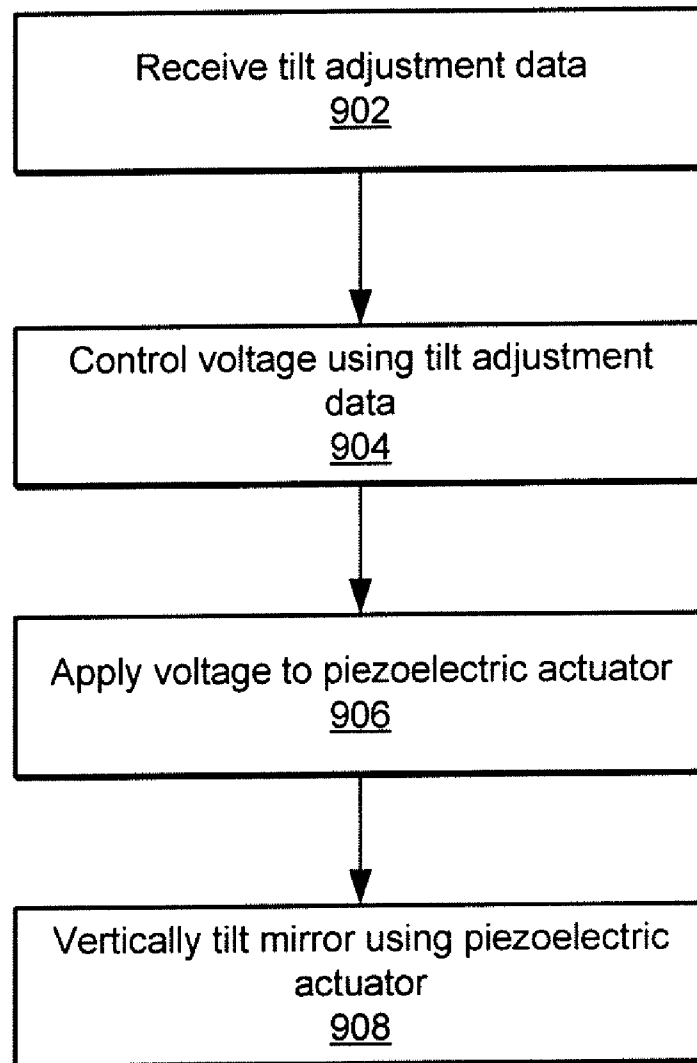 Receive tilt adjustment data
902
Control voltage using tilt adjustment
data
904
Apply voltage to piezoelectric actuator
906
Vertically tilt mirror using piezoelectric
actuator
908